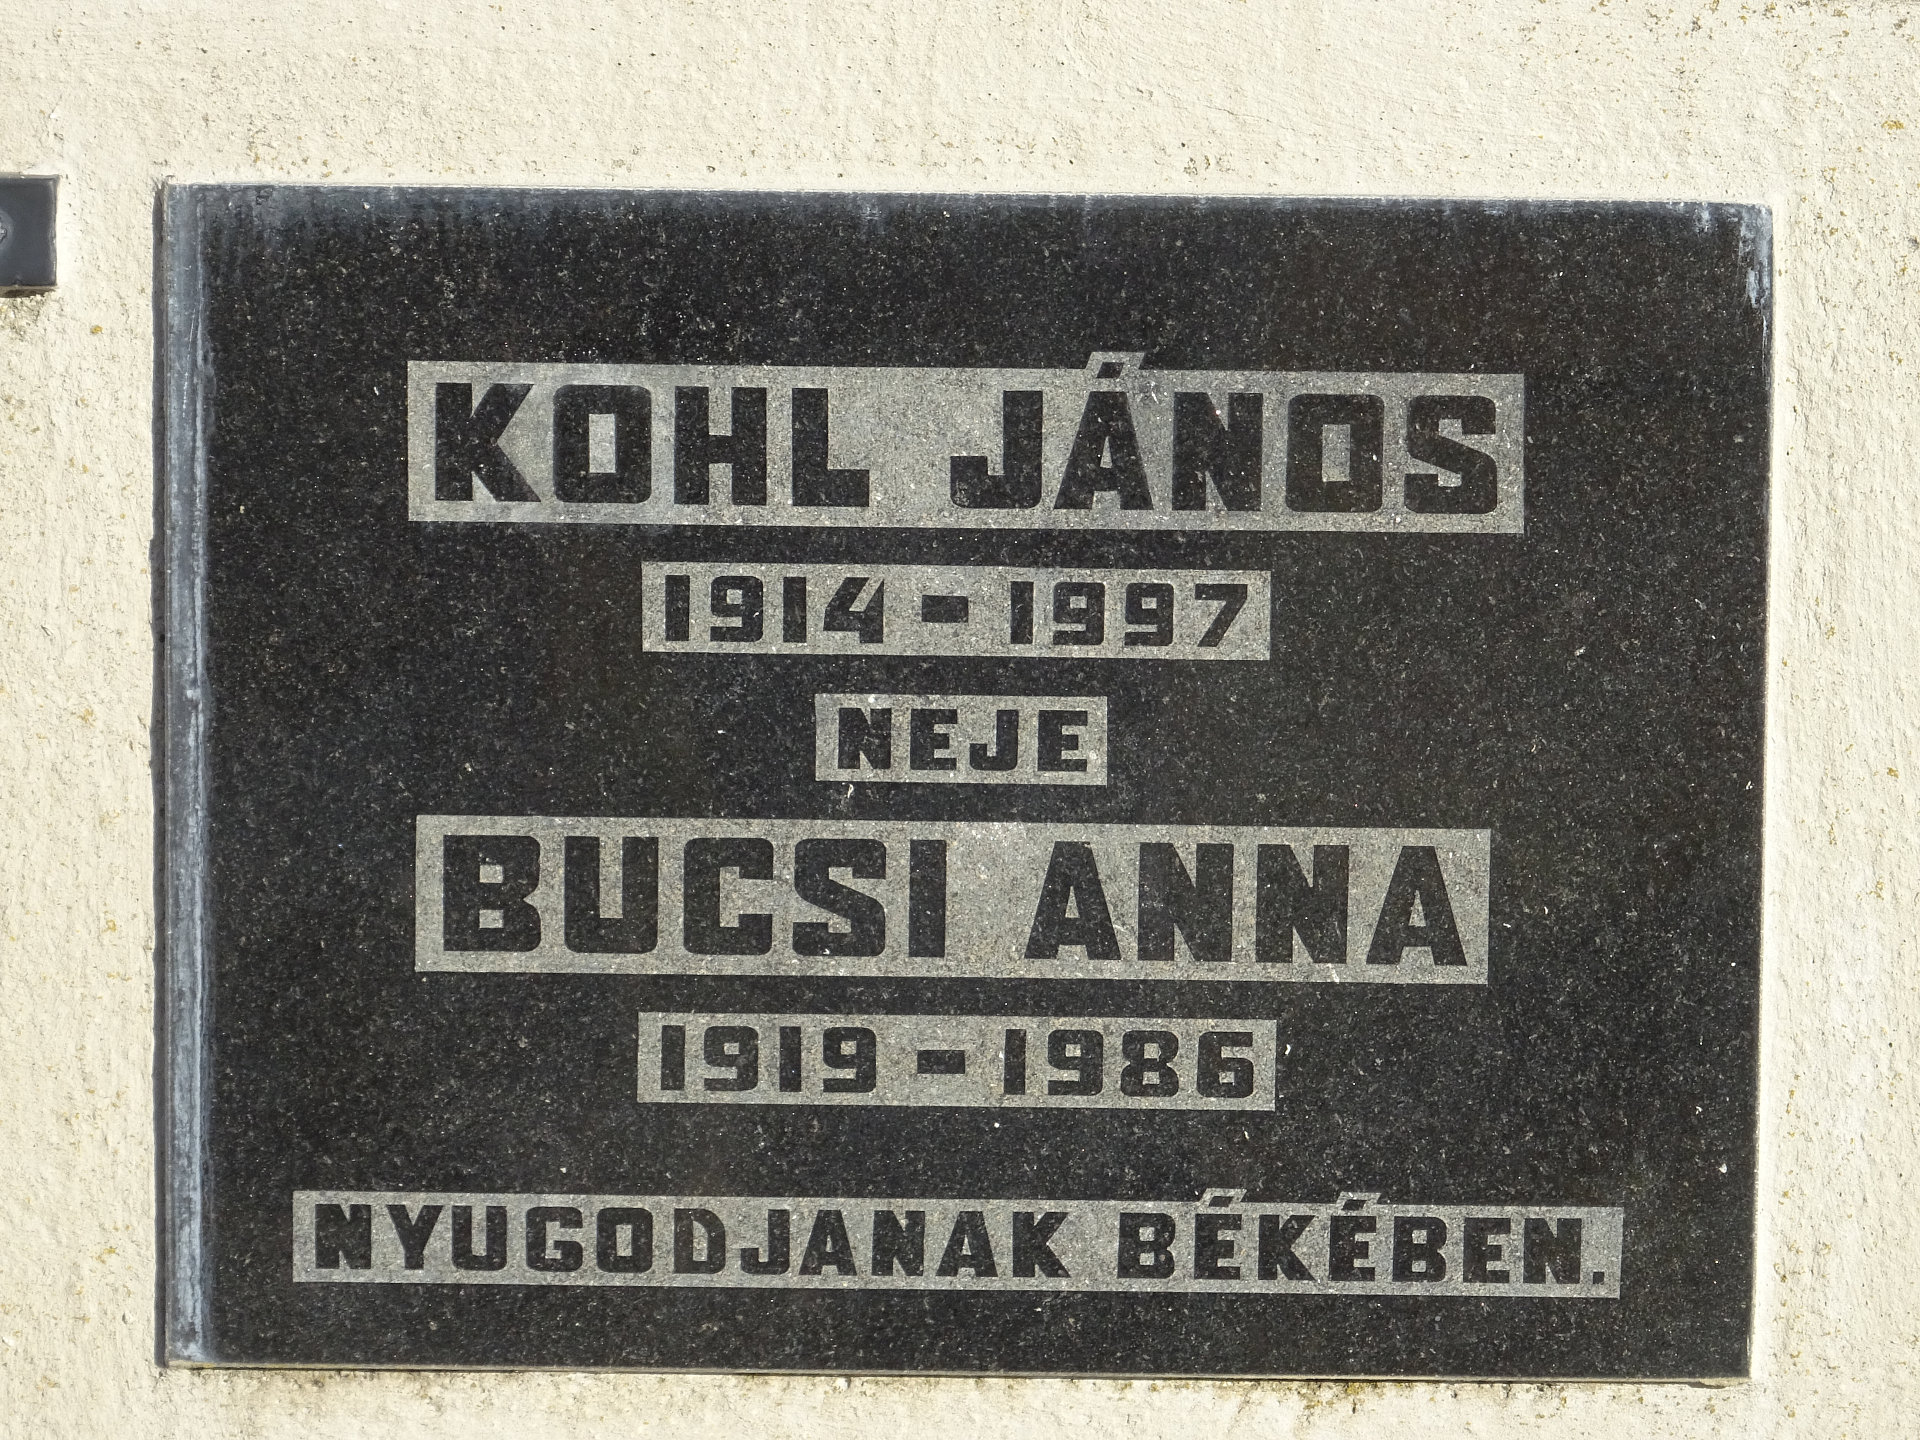 KOHL JÁNOS
1914 - 1997
NEJE
BUCSI ANNA
1919 - 1986
NYUGODJANAK BÉKÉBEN.